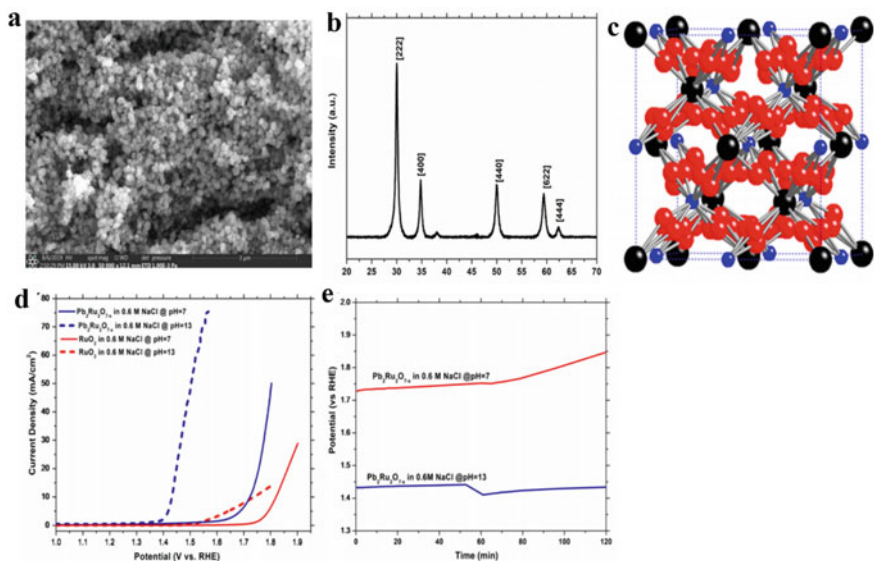 a
b
c
[222]
[400]
[440]
[622]
[444]
Intensity (a.u.)
20 25 30 35 40 45 50 55 60 65 70
2 µm
d
e
Pb₂Ru₂O₇₋ₓ in 0.6 M NaCl @ pH=7
Pb₂Ru₂O₇₋ₓ in 0.6 M NaCl @ pH=13
RuO₂ in 0.6 M NaCl @ pH=7
RuO₂ in 0.6 M NaCl @ pH=13
Current Density (mA/cm²)
80
70
60
50
40
30
20
10
0
1.0 1.1 1.2 1.3 1.4 1.5 1.6 1.7 1.8 1.9
Potential (V vs. RHE)
Potential (vs RHE)
2.0
1.9
1.8
1.7
1.6
1.5
1.4
1.3
Pb₂Ru₂O₇₋ₓ in 0.6 M NaCl @pH=7
Pb₂Ru₂O₇₋ₓ in 0.6M NaCl @pH=13
0 20 40 60 80 100 120
Time (min)